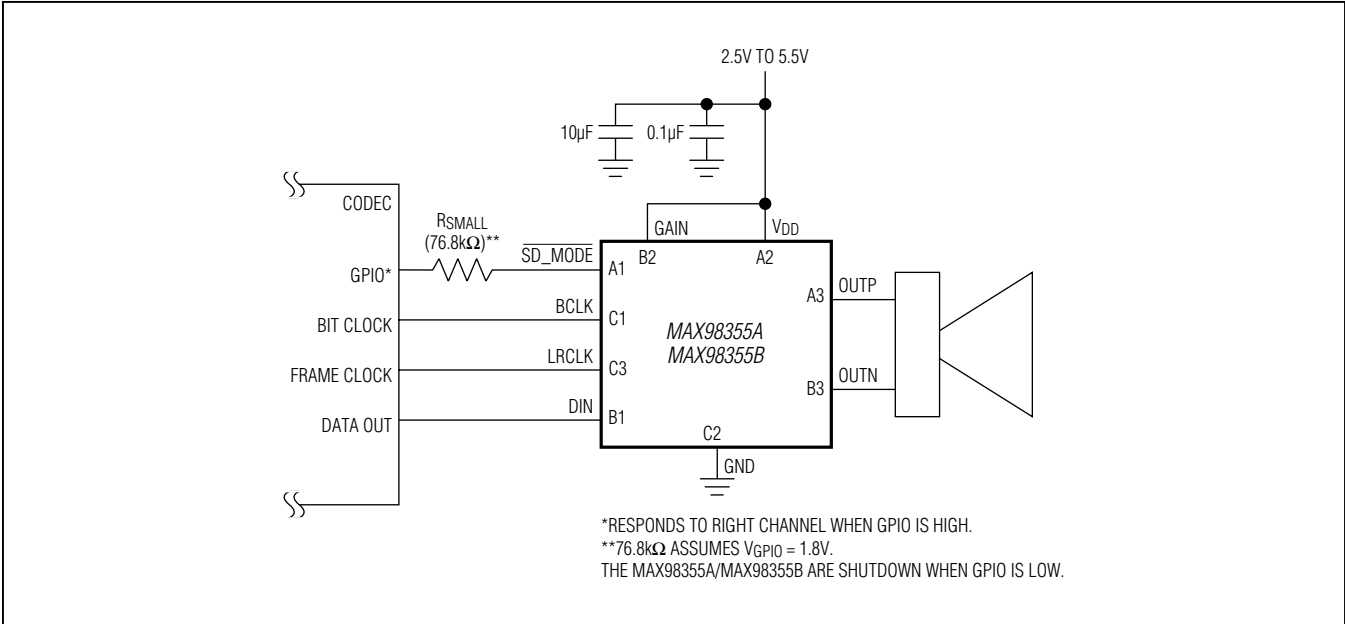 2.5V TO 5.5V
10µF
0.1µF
CODEC
RSMALL
(76.8kΩ)**
SD_MODE
GAIN
VDD
GPIO*
A1
B2
A2
A3
OUTP
BIT CLOCK
BCLK
C1
MAX98355A
MAX98355B
FRAME CLOCK
LRCLK
C3
B3
OUTN
DATA OUT
DIN
B1
C2
GND
*RESPONDS TO RIGHT CHANNEL WHEN GPIO IS HIGH.
**76.8kΩ ASSUMES VGPIO = 1.8V.
THE MAX98355A/MAX98355B ARE SHUTDOWN WHEN GPIO IS LOW.